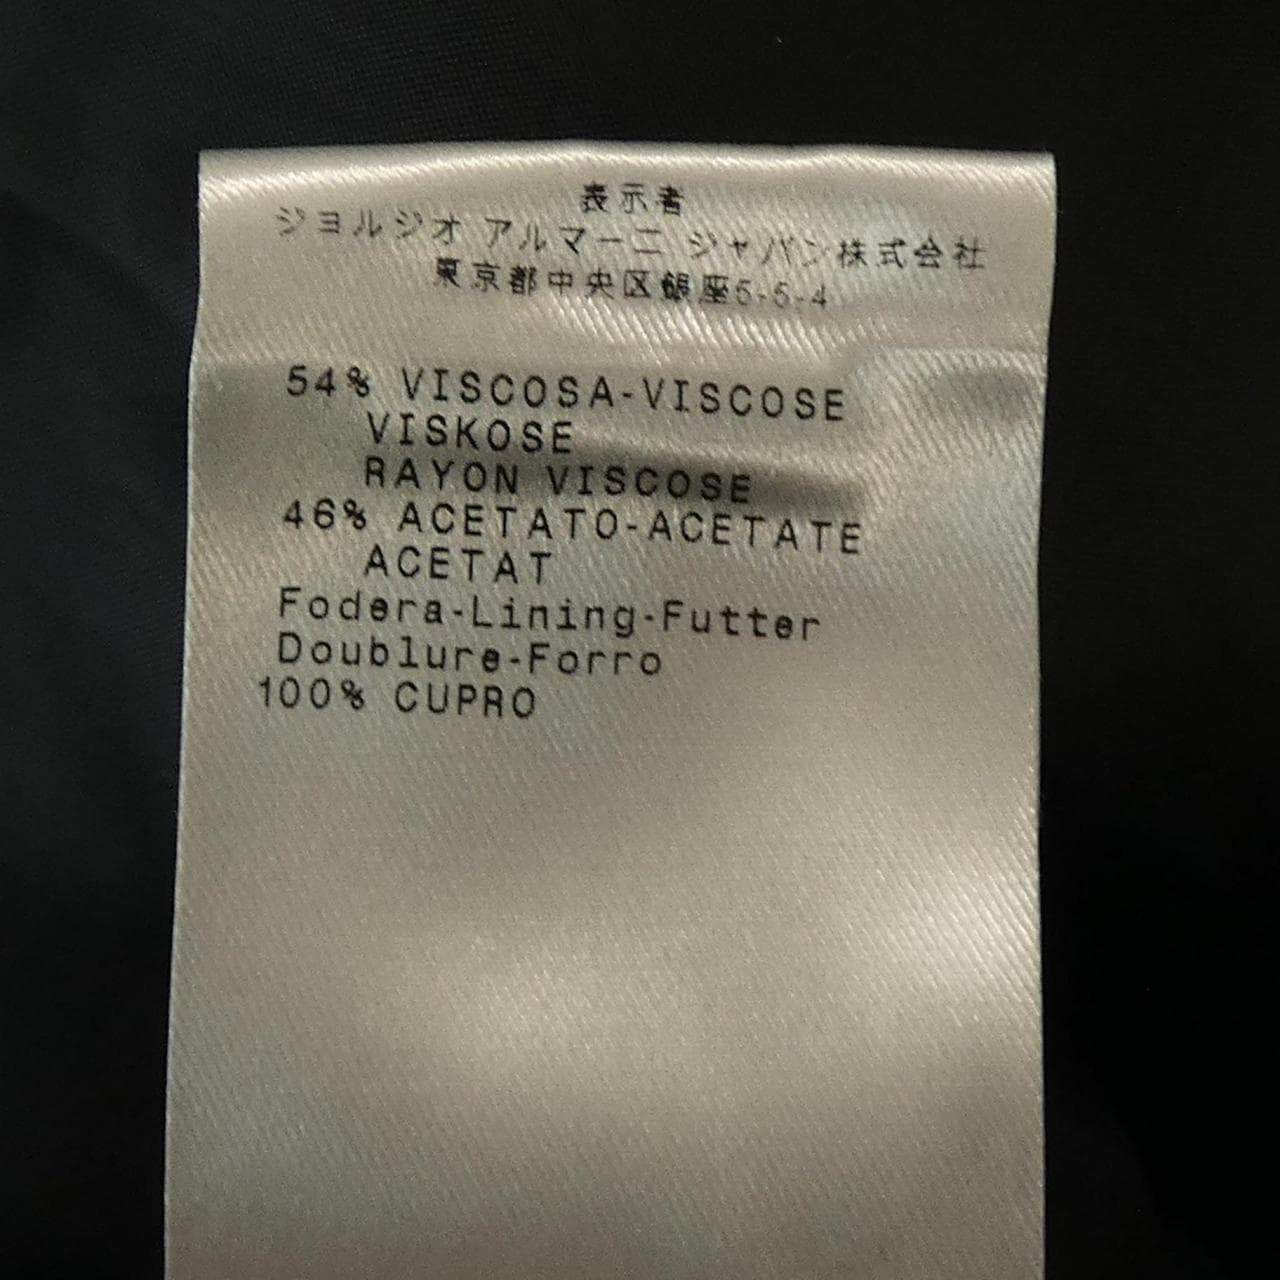 表示者
ジョルジオ アルマーニ ジャパン株式会社
東京都中央区銀座5-5-4
54% VISCOSA-VISCOSE
VISKOSE
RAYON VISCOSE
46% ACETATO-ACETATE
ACETAT
Fodera-Lining-Futter
Doublure-Forro
100% CUPRO